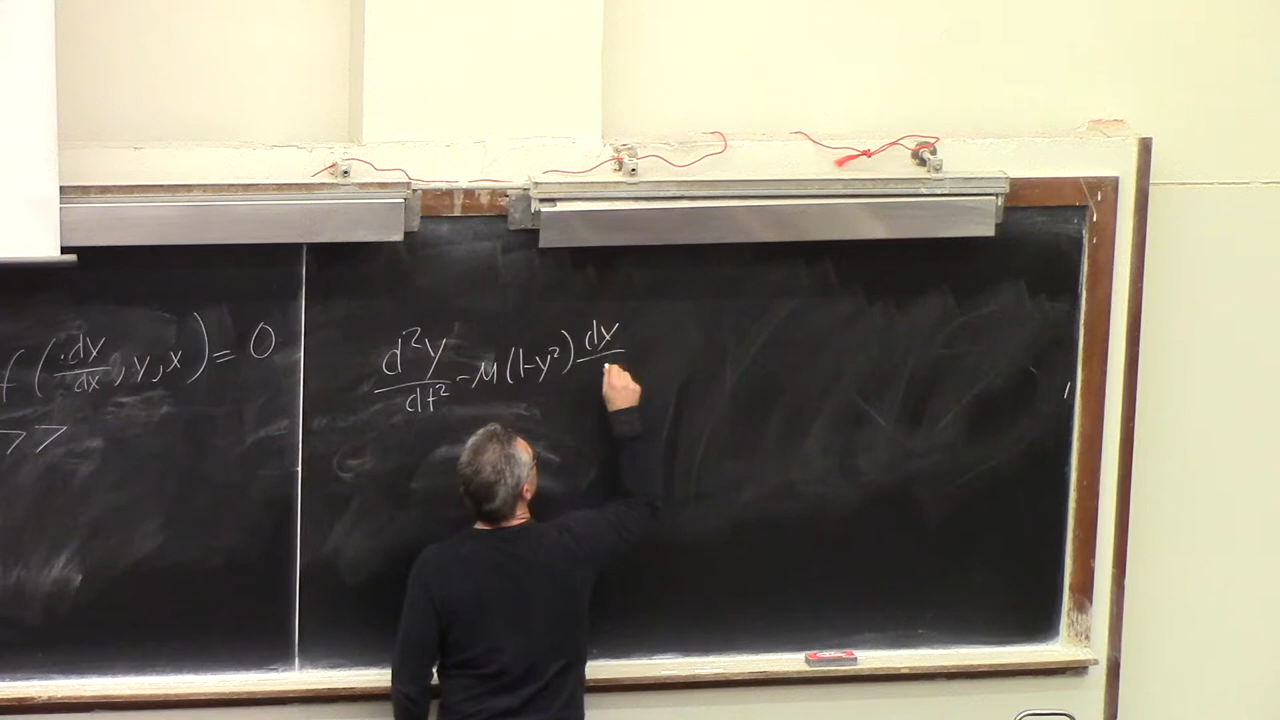 f (dy/dx, y, x) = 0
>>
d²y/dt² - μ(1-y²) dy/